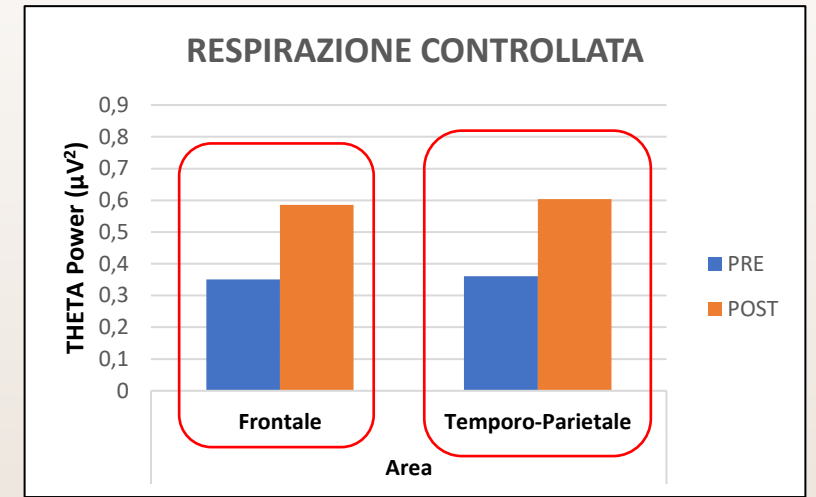 RESPIRAZIONE CONTROLLATA
THETA Power (µV²)
0,9
0,8
0,7
0,6
0,5
0,4
0,3
0,2
0,1
0
PRE
POST
Frontale
Temporo-Parietale
Area